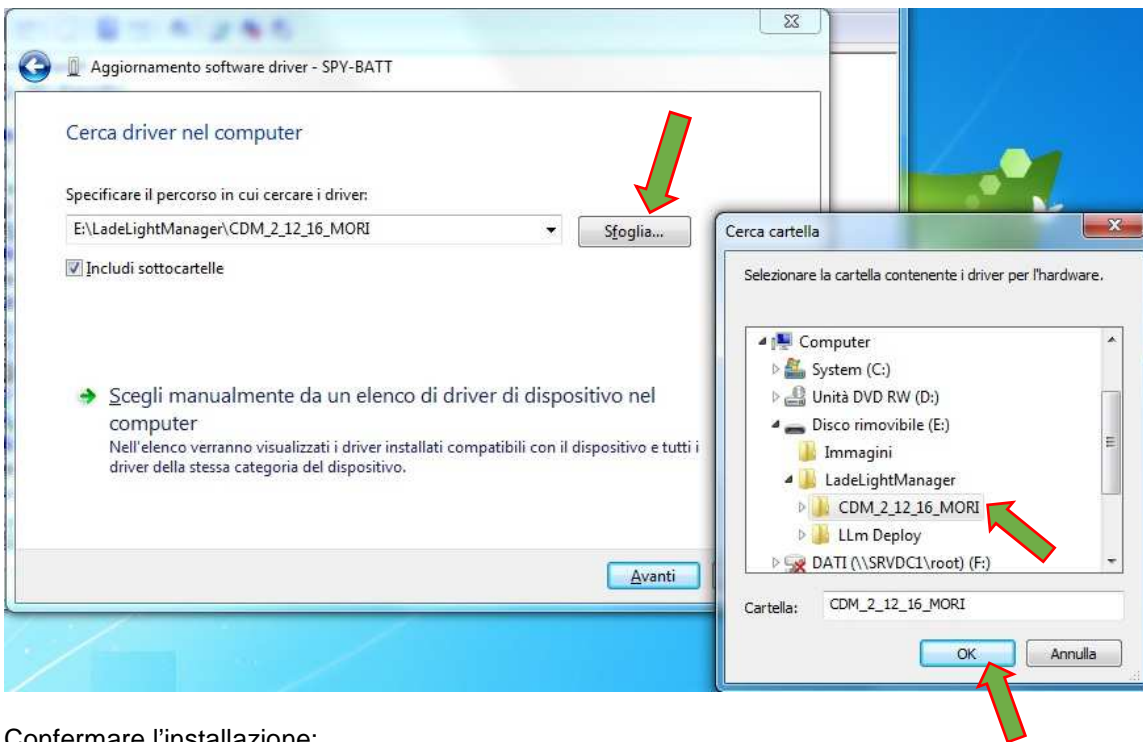 Aggiornamento software driver - SPY-BATT
Cerca driver nel computer
Specificare il percorso in cui cercare i driver:
E:\LadeLightManager\CDM_2_12_16_MORI
Sfoglia...
Includi sottocartelle
Scegli manualmente da un elenco di driver di dispositivo nel
computer
Nell'elenco verranno visualizzati i driver installati compatibili con il dispositivo e tutti i
driver della stessa categoria del dispositivo.
Avanti
Cerca cartella
Selezionare la cartella contenente i driver per l'hardware.
Computer
System (C:)
Unità DVD RW (D:)
Disco rimovibile (E:)
Immagini
LadeLightManager
CDM_2_12_16_MORI
LLm Deploy
DATI (\\SRVDC1\root) (F:)
Cartella: CDM_2_12_16_MORI
OK Annulla
Confermare l'installazione: